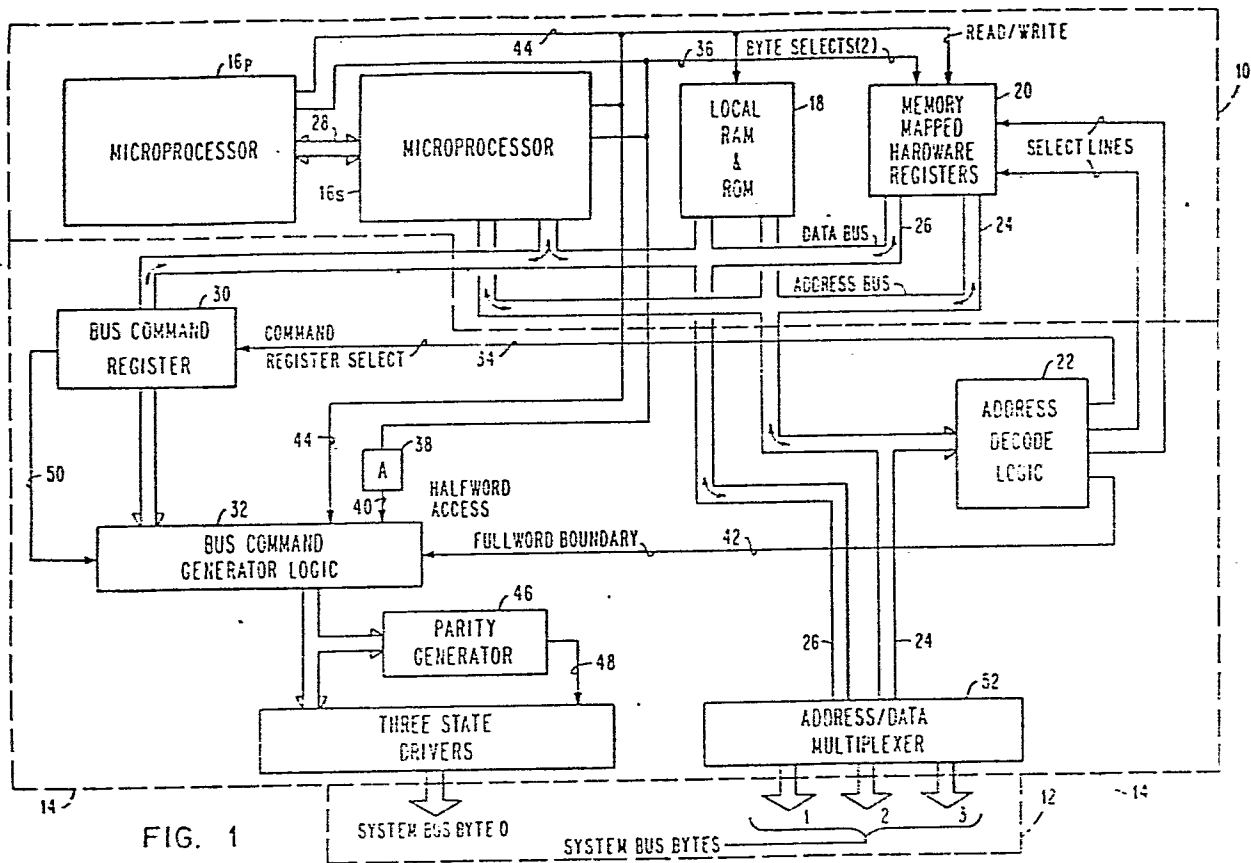 44
36
BYTE SELECTS(2)
READ/WRITE
10
16p
MICROPROCESSOR
28
MICROPROCESSOR
16s
LOCAL
RAM
&
ROM
18
MEMORY
MAPPED
HARDWARE
REGISTERS
20
SELECT LINES
DATA BUS
26
24
ADDRESS BUS
30
BUS COMMAND
REGISTER
COMMAND
REGISTER SELECT
34
22
ADDRESS
DECODE
LOGIC
44
A
38
40
HALFWORD
ACCESS
50
32
BUS COMMAND
GENERATOR LOGIC
FULLWORD BOUNDARY
42
46
PARITY
GENERATOR
48
26
24
52
THREE STATE
DRIVERS
ADDRESS/DATA
MULTIPLEXER
14
12
14
1
2
3
SYSTEM BUS BYTE 0
SYSTEM BUS BYTES
FIG. 1